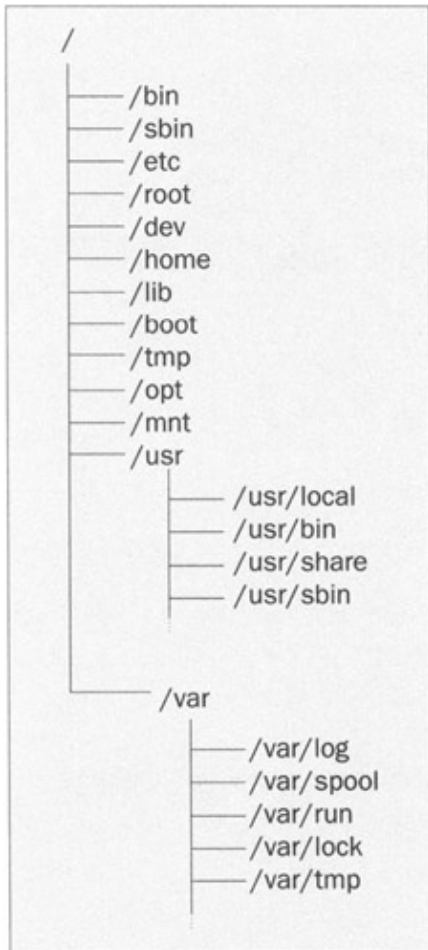 /
/bin
/sbin
/etc
/root
/dev
/home
/lib
/boot
/tmp
/opt
/mnt
/usr
/usr/local
/usr/bin
/usr/share
/usr/sbin
/var
/var/log
/var/spool
/var/run
/var/lock
/var/tmp